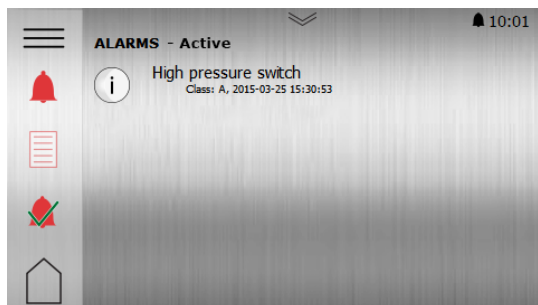 10:01
ALARMS - Active
i
High pressure switch
Class: A, 2015-03-25 15:30:53